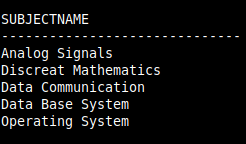 SUBJECTNAME
------------------------------
Analog Signals
Discreat Mathematics
Data Communication
Data Base System
Operating System